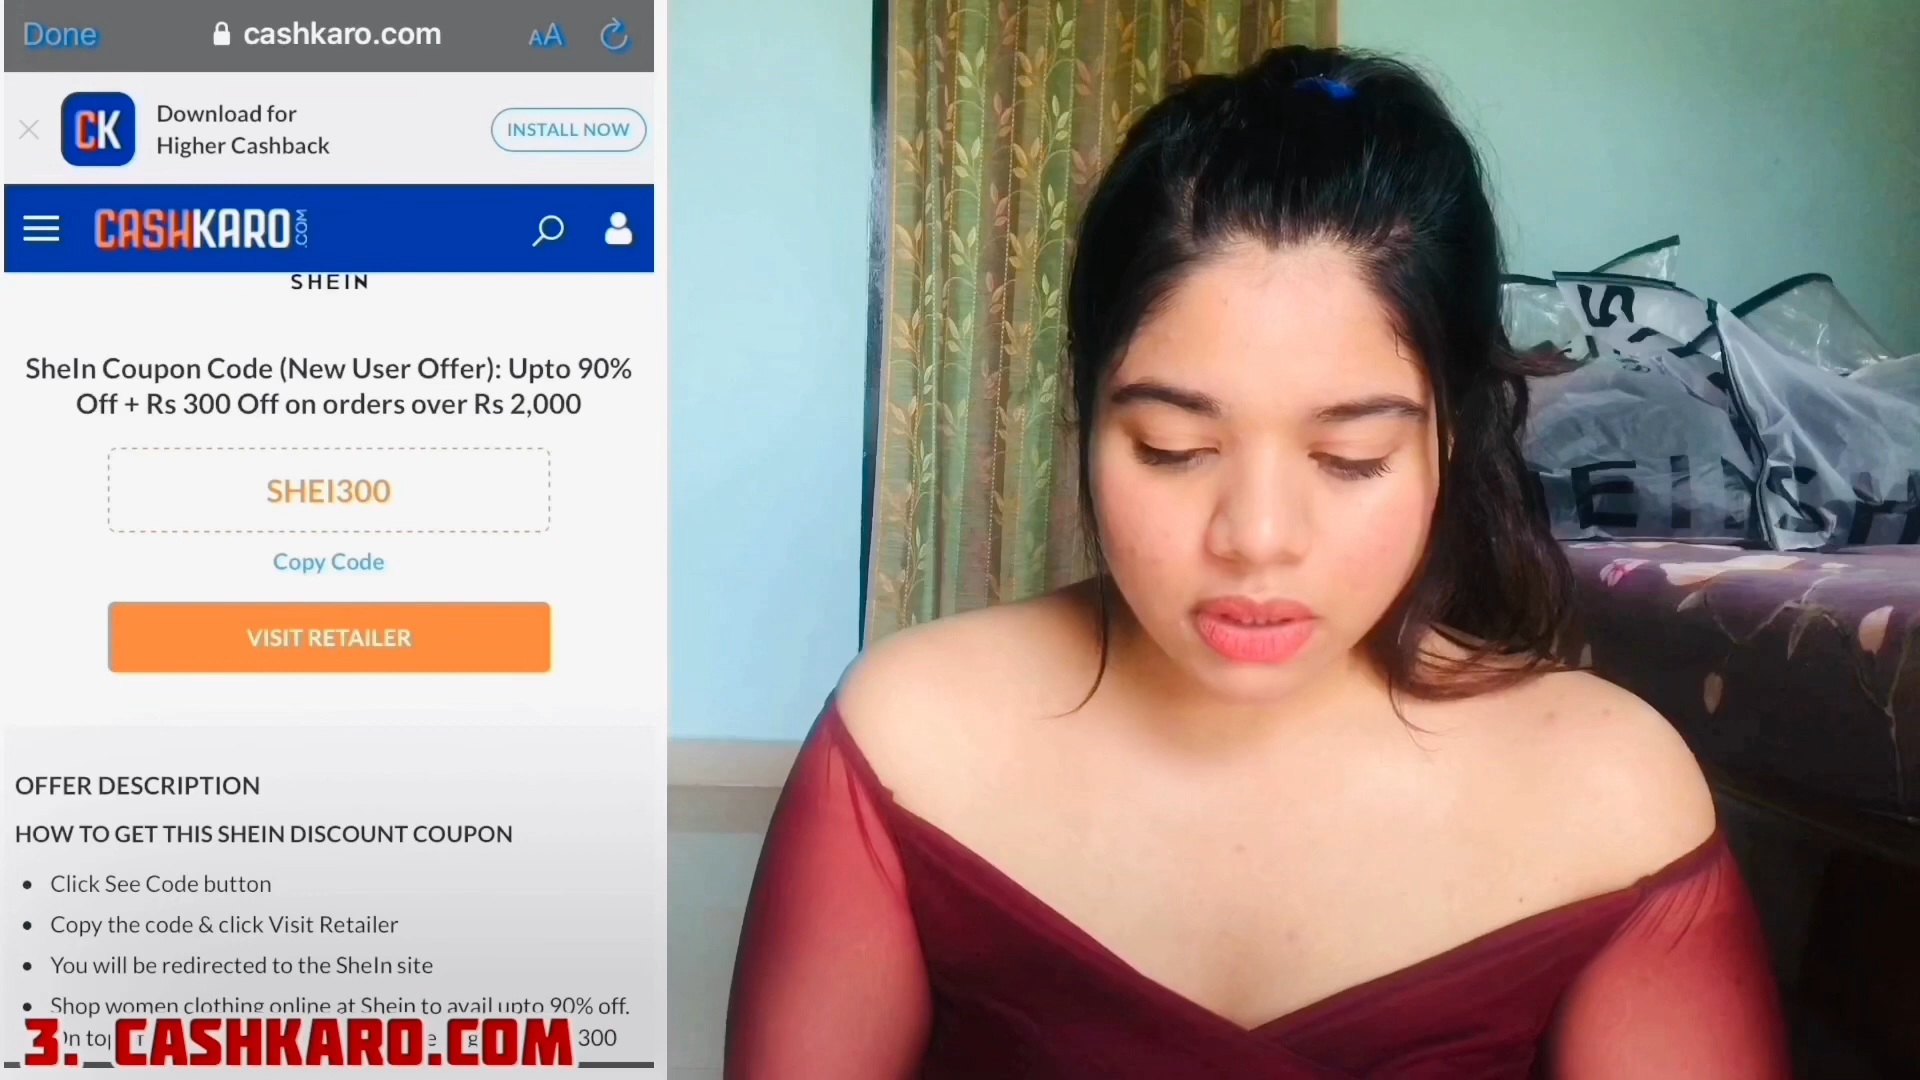 Done
cashkaro.com
AA
CK
Download for
Higher Cashback
INSTALL NOW
CASHKARO.COM
SHEIN
SheIn Coupon Code (New User Offer): Upto 90%
Off + Rs 300 Off on orders over Rs 2,000
SHEI300
Copy Code
VISIT RETAILER
OFFER DESCRIPTION
HOW TO GET THIS SHEIN DISCOUNT COUPON
• Click See Code button
• Copy the code & click Visit Retailer
• You will be redirected to the SheIn site
• Shop women clothing online at Shein to avail upto 90% off.
300
3. CASHKARO.COM
S
EIN
SH